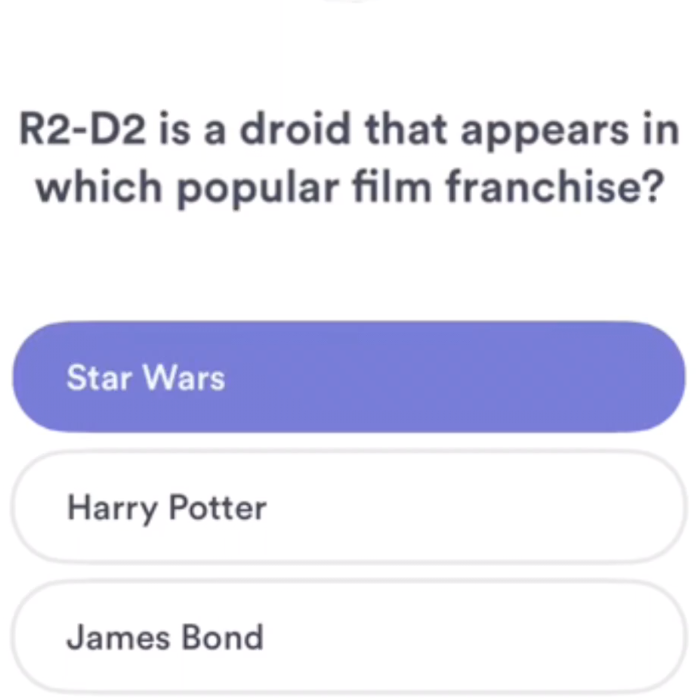 R2-D2 is a droid that appears in
which popular film franchise?
Star Wars
Harry Potter
James Bond